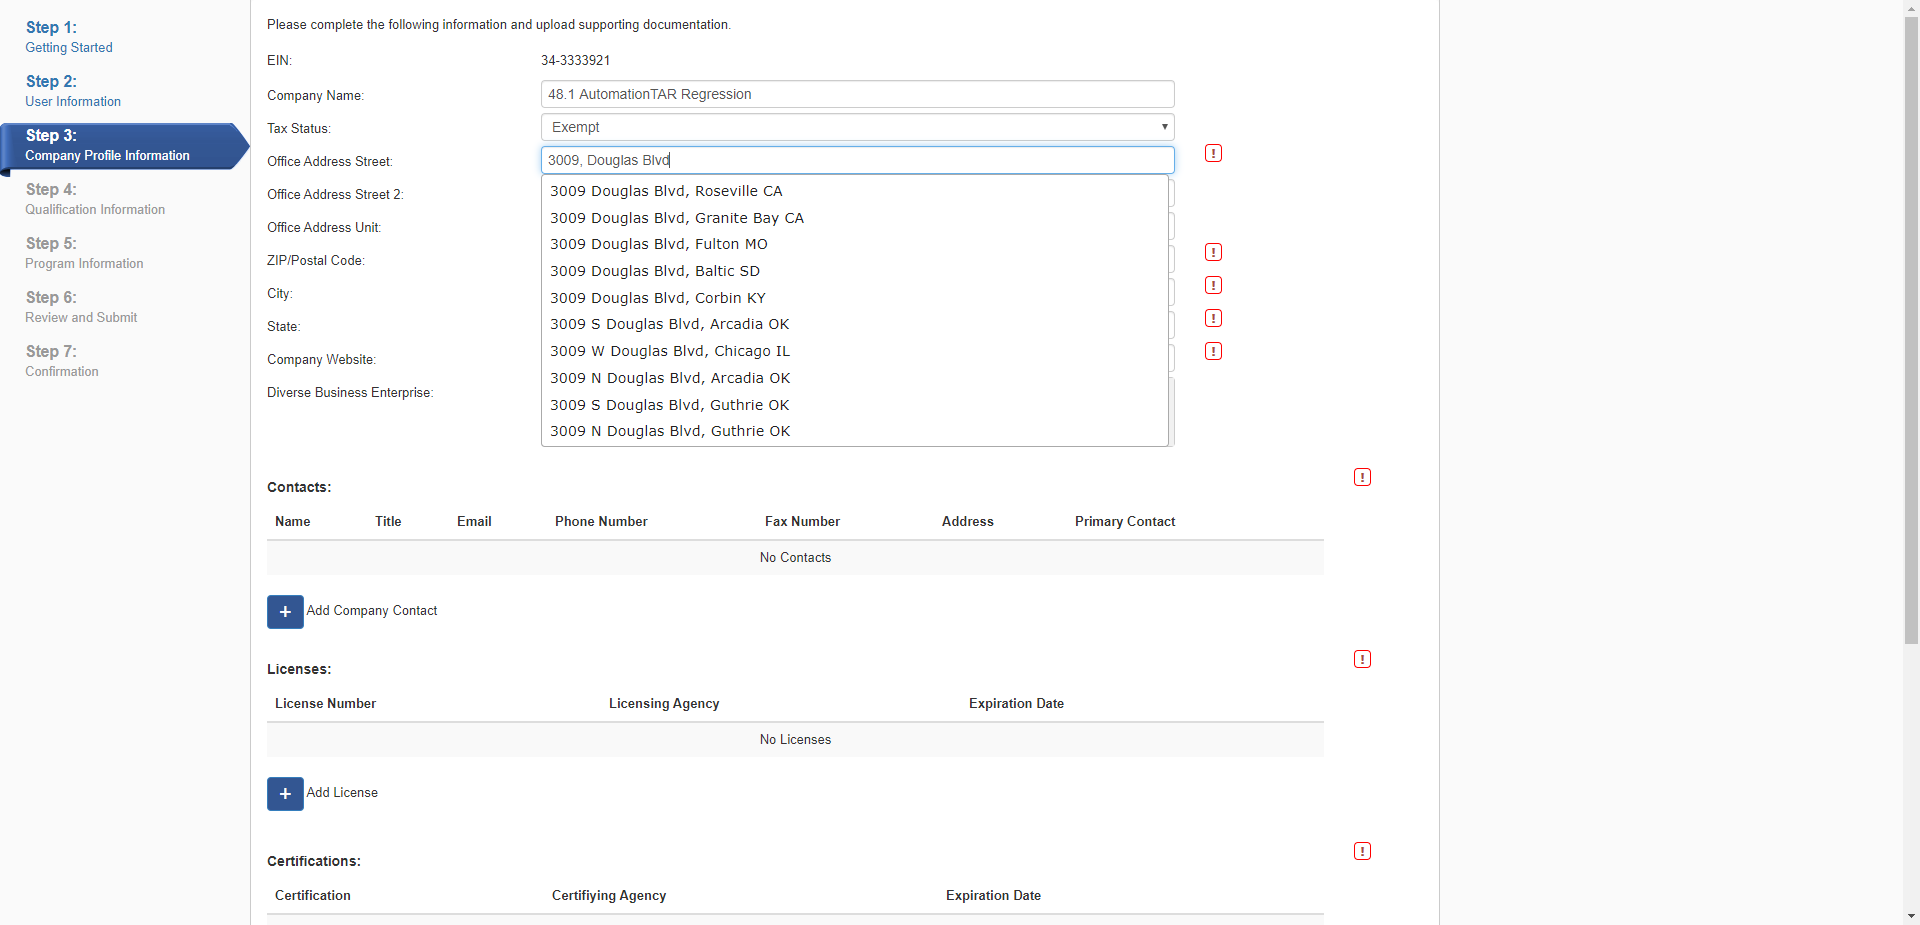 Step 1:
Getting Started
Step 2:
User Information
Step 3:
Company Profile Information
Step 4:
Qualification Information
Step 5:
Program Information
Step 6:
Review and Submit
Step 7:
Confirmation
Please complete the following information and upload supporting documentation.
EIN: 34-3333921
Company Name: 48.1 AutomationTAR Regression
Tax Status: Exempt
Office Address Street: 3009, Douglas Blvd
Office Address Street 2:
Office Address Unit:
ZIP/Postal Code:
City:
State:
Company Website:
Diverse Business Enterprise:
3009 Douglas Blvd, Roseville CA
3009 Douglas Blvd, Granite Bay CA
3009 Douglas Blvd, Fulton MO
3009 Douglas Blvd, Baltic SD
3009 Douglas Blvd, Corbin KY
3009 S Douglas Blvd, Arcadia OK
3009 W Douglas Blvd, Chicago IL
3009 N Douglas Blvd, Arcadia OK
3009 S Douglas Blvd, Guthrie OK
3009 N Douglas Blvd, Guthrie OK
Contacts:
Name Title Email Phone Number Fax Number Address Primary Contact
No Contacts
+ Add Company Contact
Licenses:
License Number Licensing Agency Expiration Date
No Licenses
+ Add License
Certifications:
Certification Certifiying Agency Expiration Date